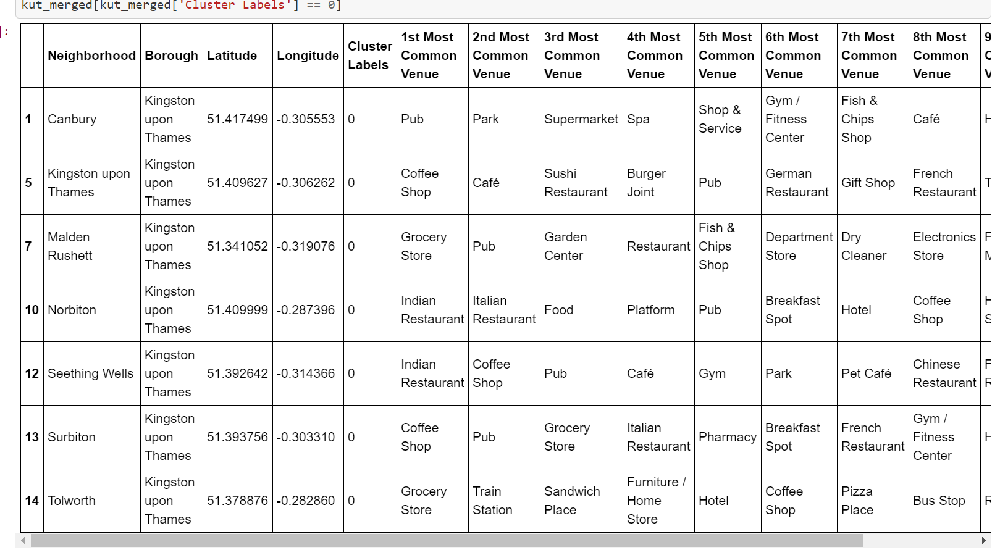 kut_merged[kut_merged['Cluster Labels'] == 0]
]:
Neighborhood Borough Latitude Longitude Cluster Labels 1st Most Common Venue 2nd Most Common Venue 3rd Most Common Venue 4th Most Common Venue 5th Most Common Venue 6th Most Common Venue 7th Most Common Venue 8th Most Common Venue
1 Canbury Kingston upon Thames 51.417499 -0.305553 0 Pub Park Supermarket Spa Shop & Service Gym / Fitness Center Fish & Chips Shop Café
5 Kingston upon Thames Kingston upon Thames 51.409627 -0.306262 0 Coffee Shop Café Sushi Restaurant Burger Joint Pub German Restaurant Gift Shop French Restaurant
7 Malden Rushett Kingston upon Thames 51.341052 -0.319076 0 Grocery Store Pub Garden Center Restaurant Fish & Chips Shop Department Store Dry Cleaner Electronics Store
10 Norbiton Kingston upon Thames 51.409999 -0.287396 0 Indian Restaurant Italian Restaurant Food Platform Pub Breakfast Spot Hotel Coffee Shop
12 Seething Wells Kingston upon Thames 51.392642 -0.314366 0 Indian Restaurant Coffee Shop Pub Café Gym Park Pet Café Chinese Restaurant
13 Surbiton Kingston upon Thames 51.393756 -0.303310 0 Coffee Shop Pub Grocery Store Italian Restaurant Pharmacy Breakfast Spot French Restaurant Gym / Fitness Center
14 Tolworth Kingston upon Thames 51.378876 -0.282860 0 Grocery Store Train Station Sandwich Place Furniture / Home Store Hotel Coffee Shop Pizza Place Bus Stop